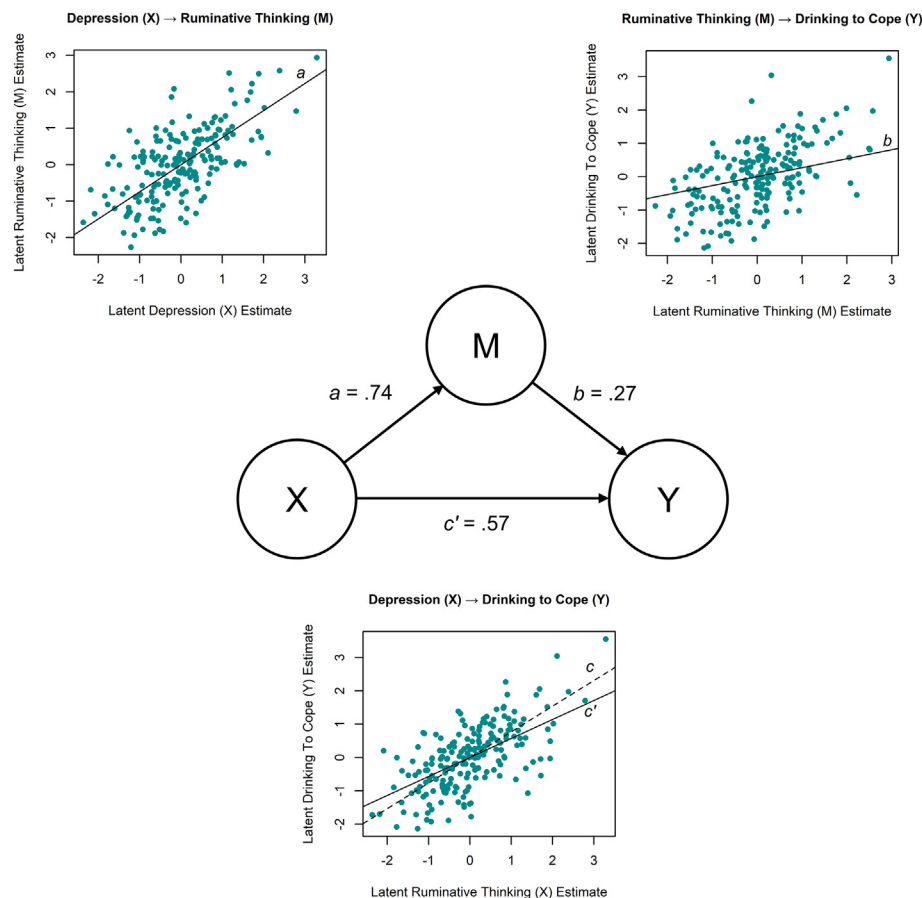 Depression (X) → Ruminative Thinking (M)
Latent Ruminative Thinking (M) Estimate
3
2
1
0
-1
-2
a
-2 -1 0 1 2 3
Latent Depression (X) Estimate
Ruminative Thinking (M) → Drinking to Cope (Y)
Latent Drinking To Cope (Y) Estimate
3
2
1
0
-1
-2
b
-2 -1 0 1 2 3
Latent Ruminative Thinking (M) Estimate
M
a = .74
b = .27
X
Y
c' = .57
Depression (X) → Drinking to Cope (Y)
Latent Drinking To Cope (Y) Estimate
3
2
1
0
-1
-2
c
c'
-2 -1 0 1 2 3
Latent Ruminative Thinking (X) Estimate